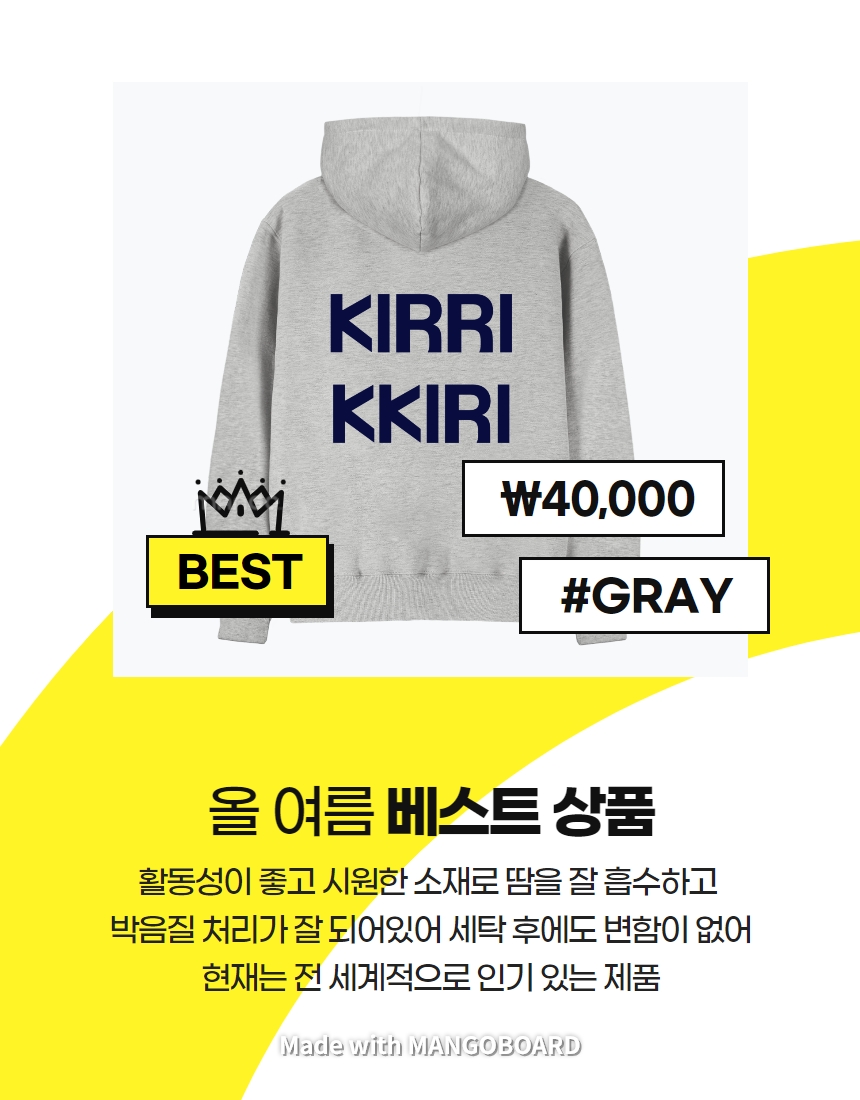 KIRRI
KKIRI
₩40,000
BEST
#GRAY
올 여름 베스트 상품
활동성이 좋고 시원한 소재로 땀을 잘 흡수하고
박음질 처리가 잘 되어있어 세탁 후에도 변함이 없어
현재는 전 세계적으로 인기 있는 제품
Made with MANGOBOARD